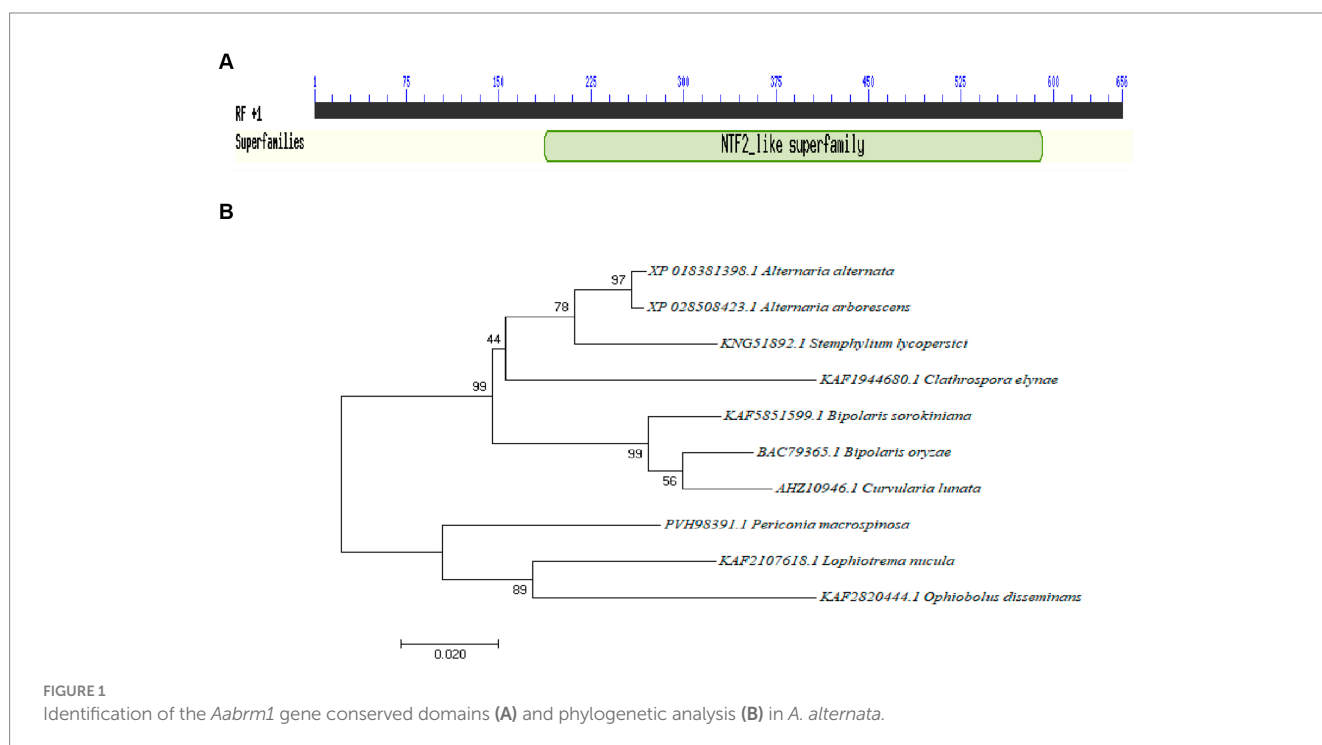 A
1 75 150 225 300 375 450 525 600 656
RF +1
Superfamilies NTF2_like superfamily
B
97 XP 018381398.1 Alternaria alternata
XP 028508423.1 Alternaria arborescens
78
KNG51892.1 Stemphylium lycopersici
44
KAF1944680.1 Clathrospora elynae
99
KAF5851599.1 Bipolaris sorokiniana
99
BAC79365.1 Bipolaris oryzae
56
AHZ10946.1 Curvularia lunata
PVH98391.1 Periconia macrospinosa
KAF2107618.1 Lophiotrema nucula
89
KAF2820444.1 Ophiobolus disseminans
0.020
FIGURE 1
Identification of the Aabrm1 gene conserved domains (A) and phylogenetic analysis (B) in A. alternata.